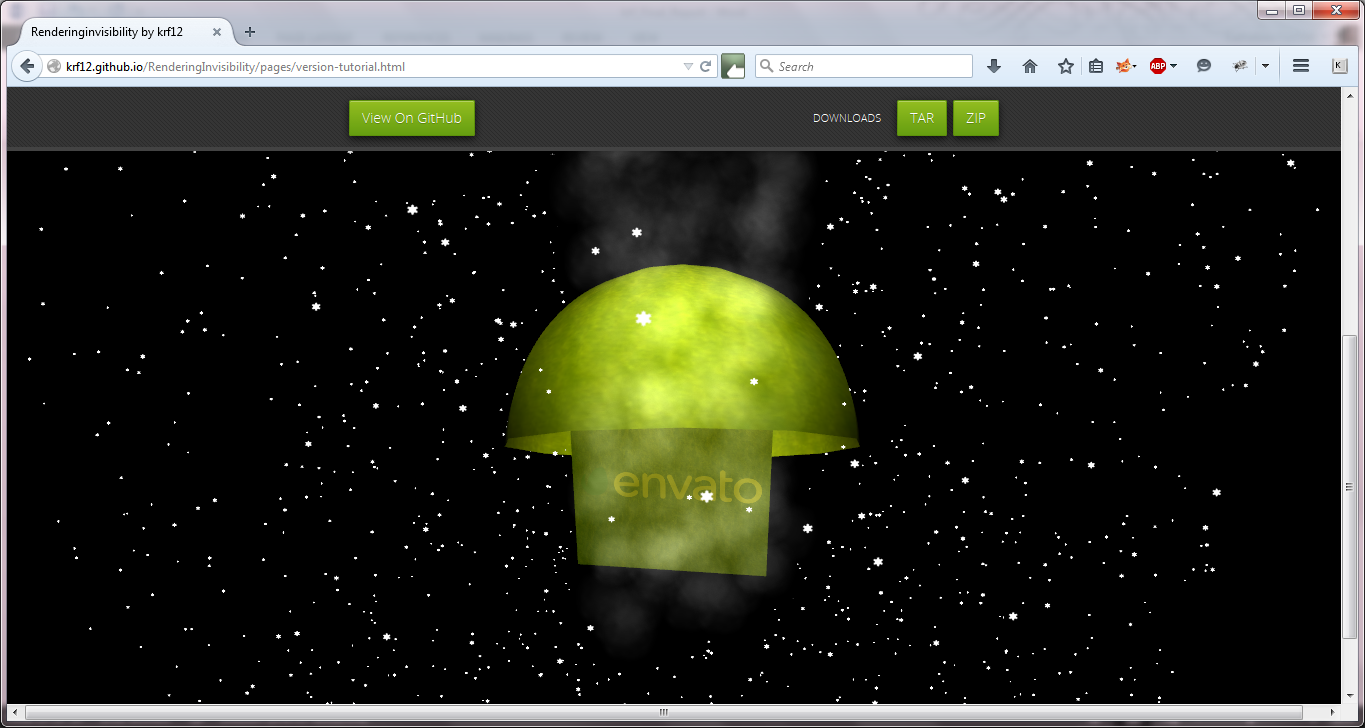 Renderinginvisibility by krf12
krf12.github.io/RenderingInvisibility/pages/version-tutorial.html
Search
ABP
K
View On GitHub
DOWNLOADS
TAR
ZIP
envato